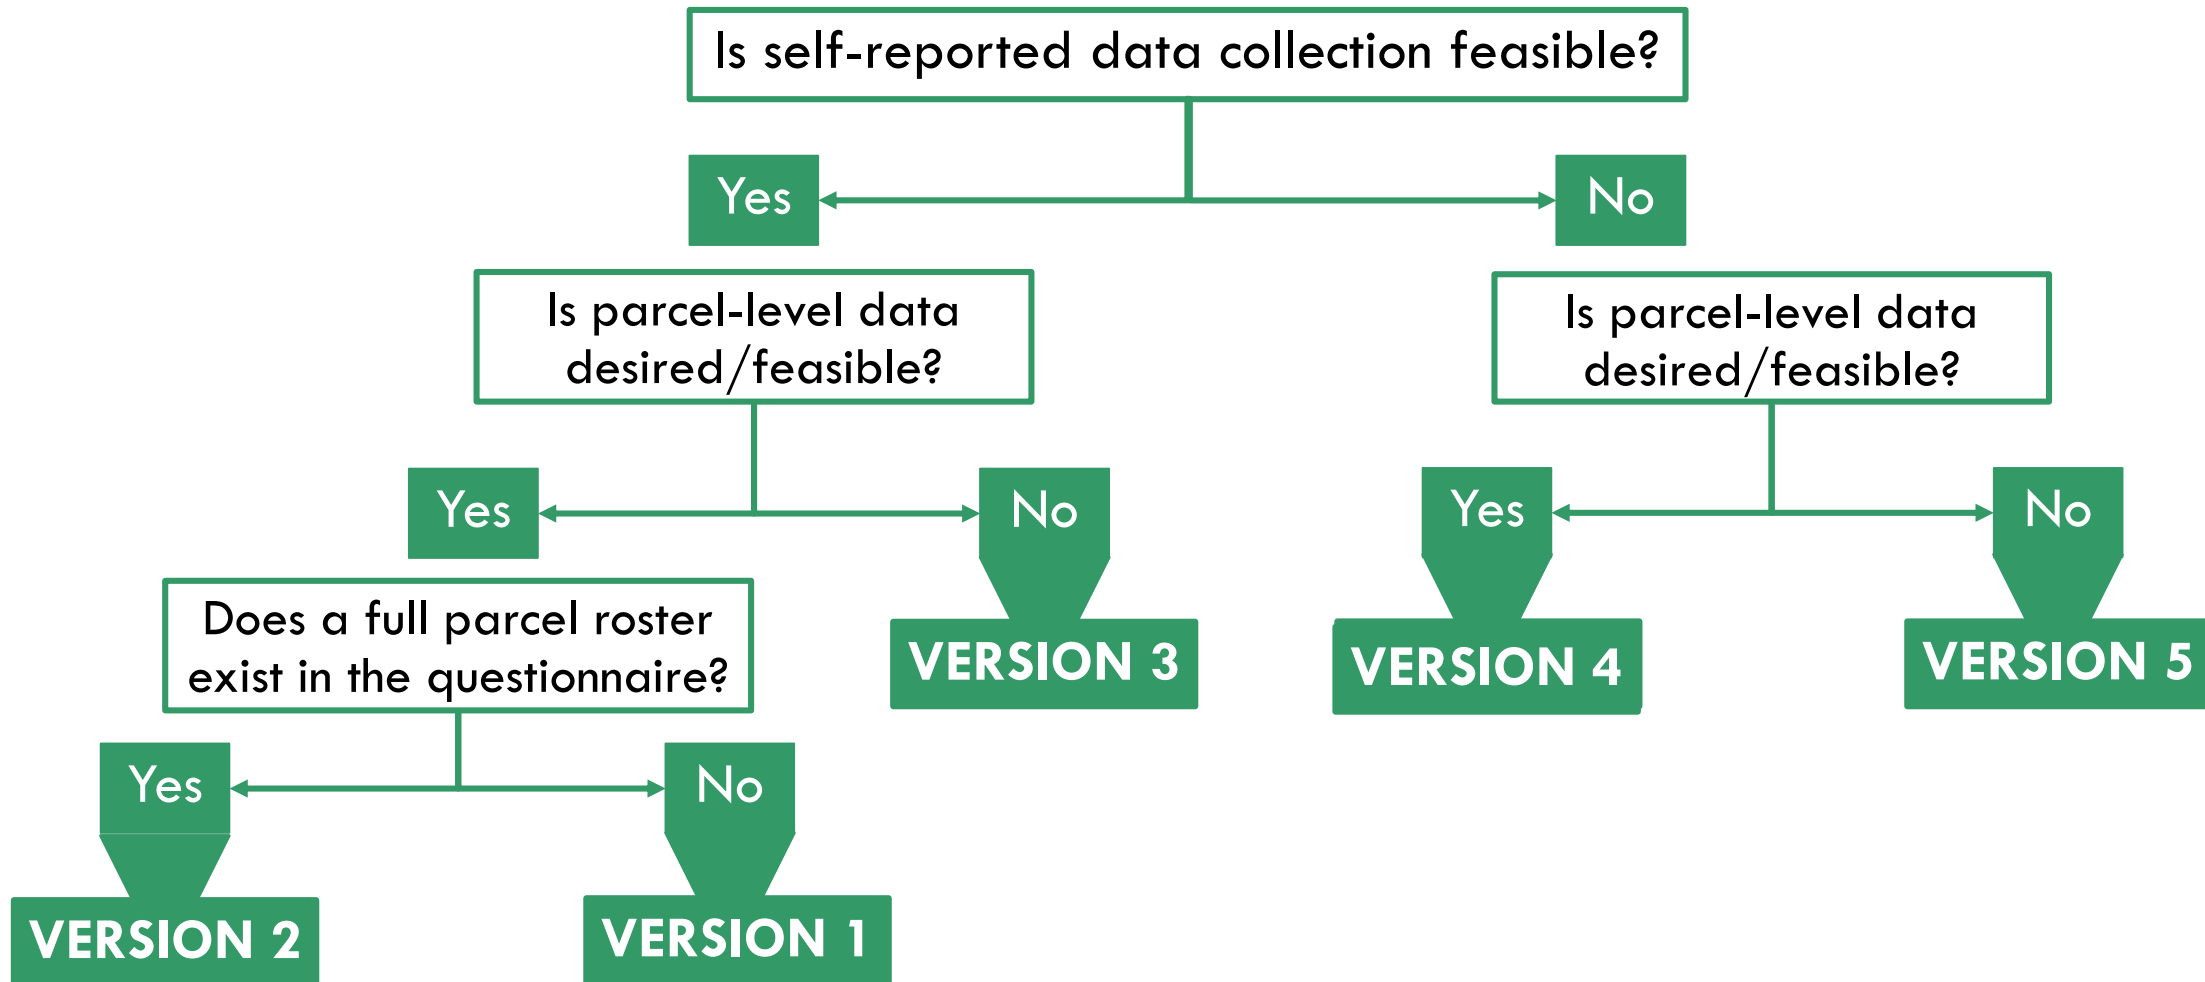 Is self-reported data collection feasible?
Yes
No
Is parcel-level data
desired/feasible?
Is parcel-level data
desired/feasible?
Yes
No
Yes
No
Does a full parcel roster
exist in the questionnaire?
VERSION 3
VERSION 4
VERSION 5
Yes
No
VERSION 2
VERSION 1